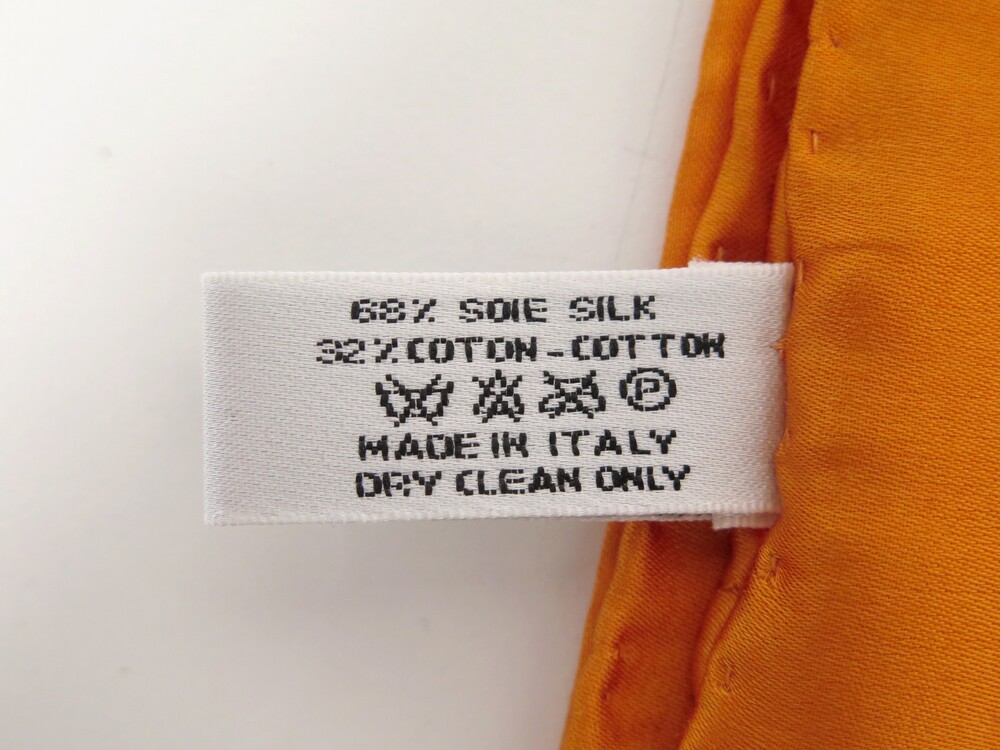 68% SOIE SILK
32% COTON-COTTON
P
MADE IN ITALY
DRY CLEAN ONLY